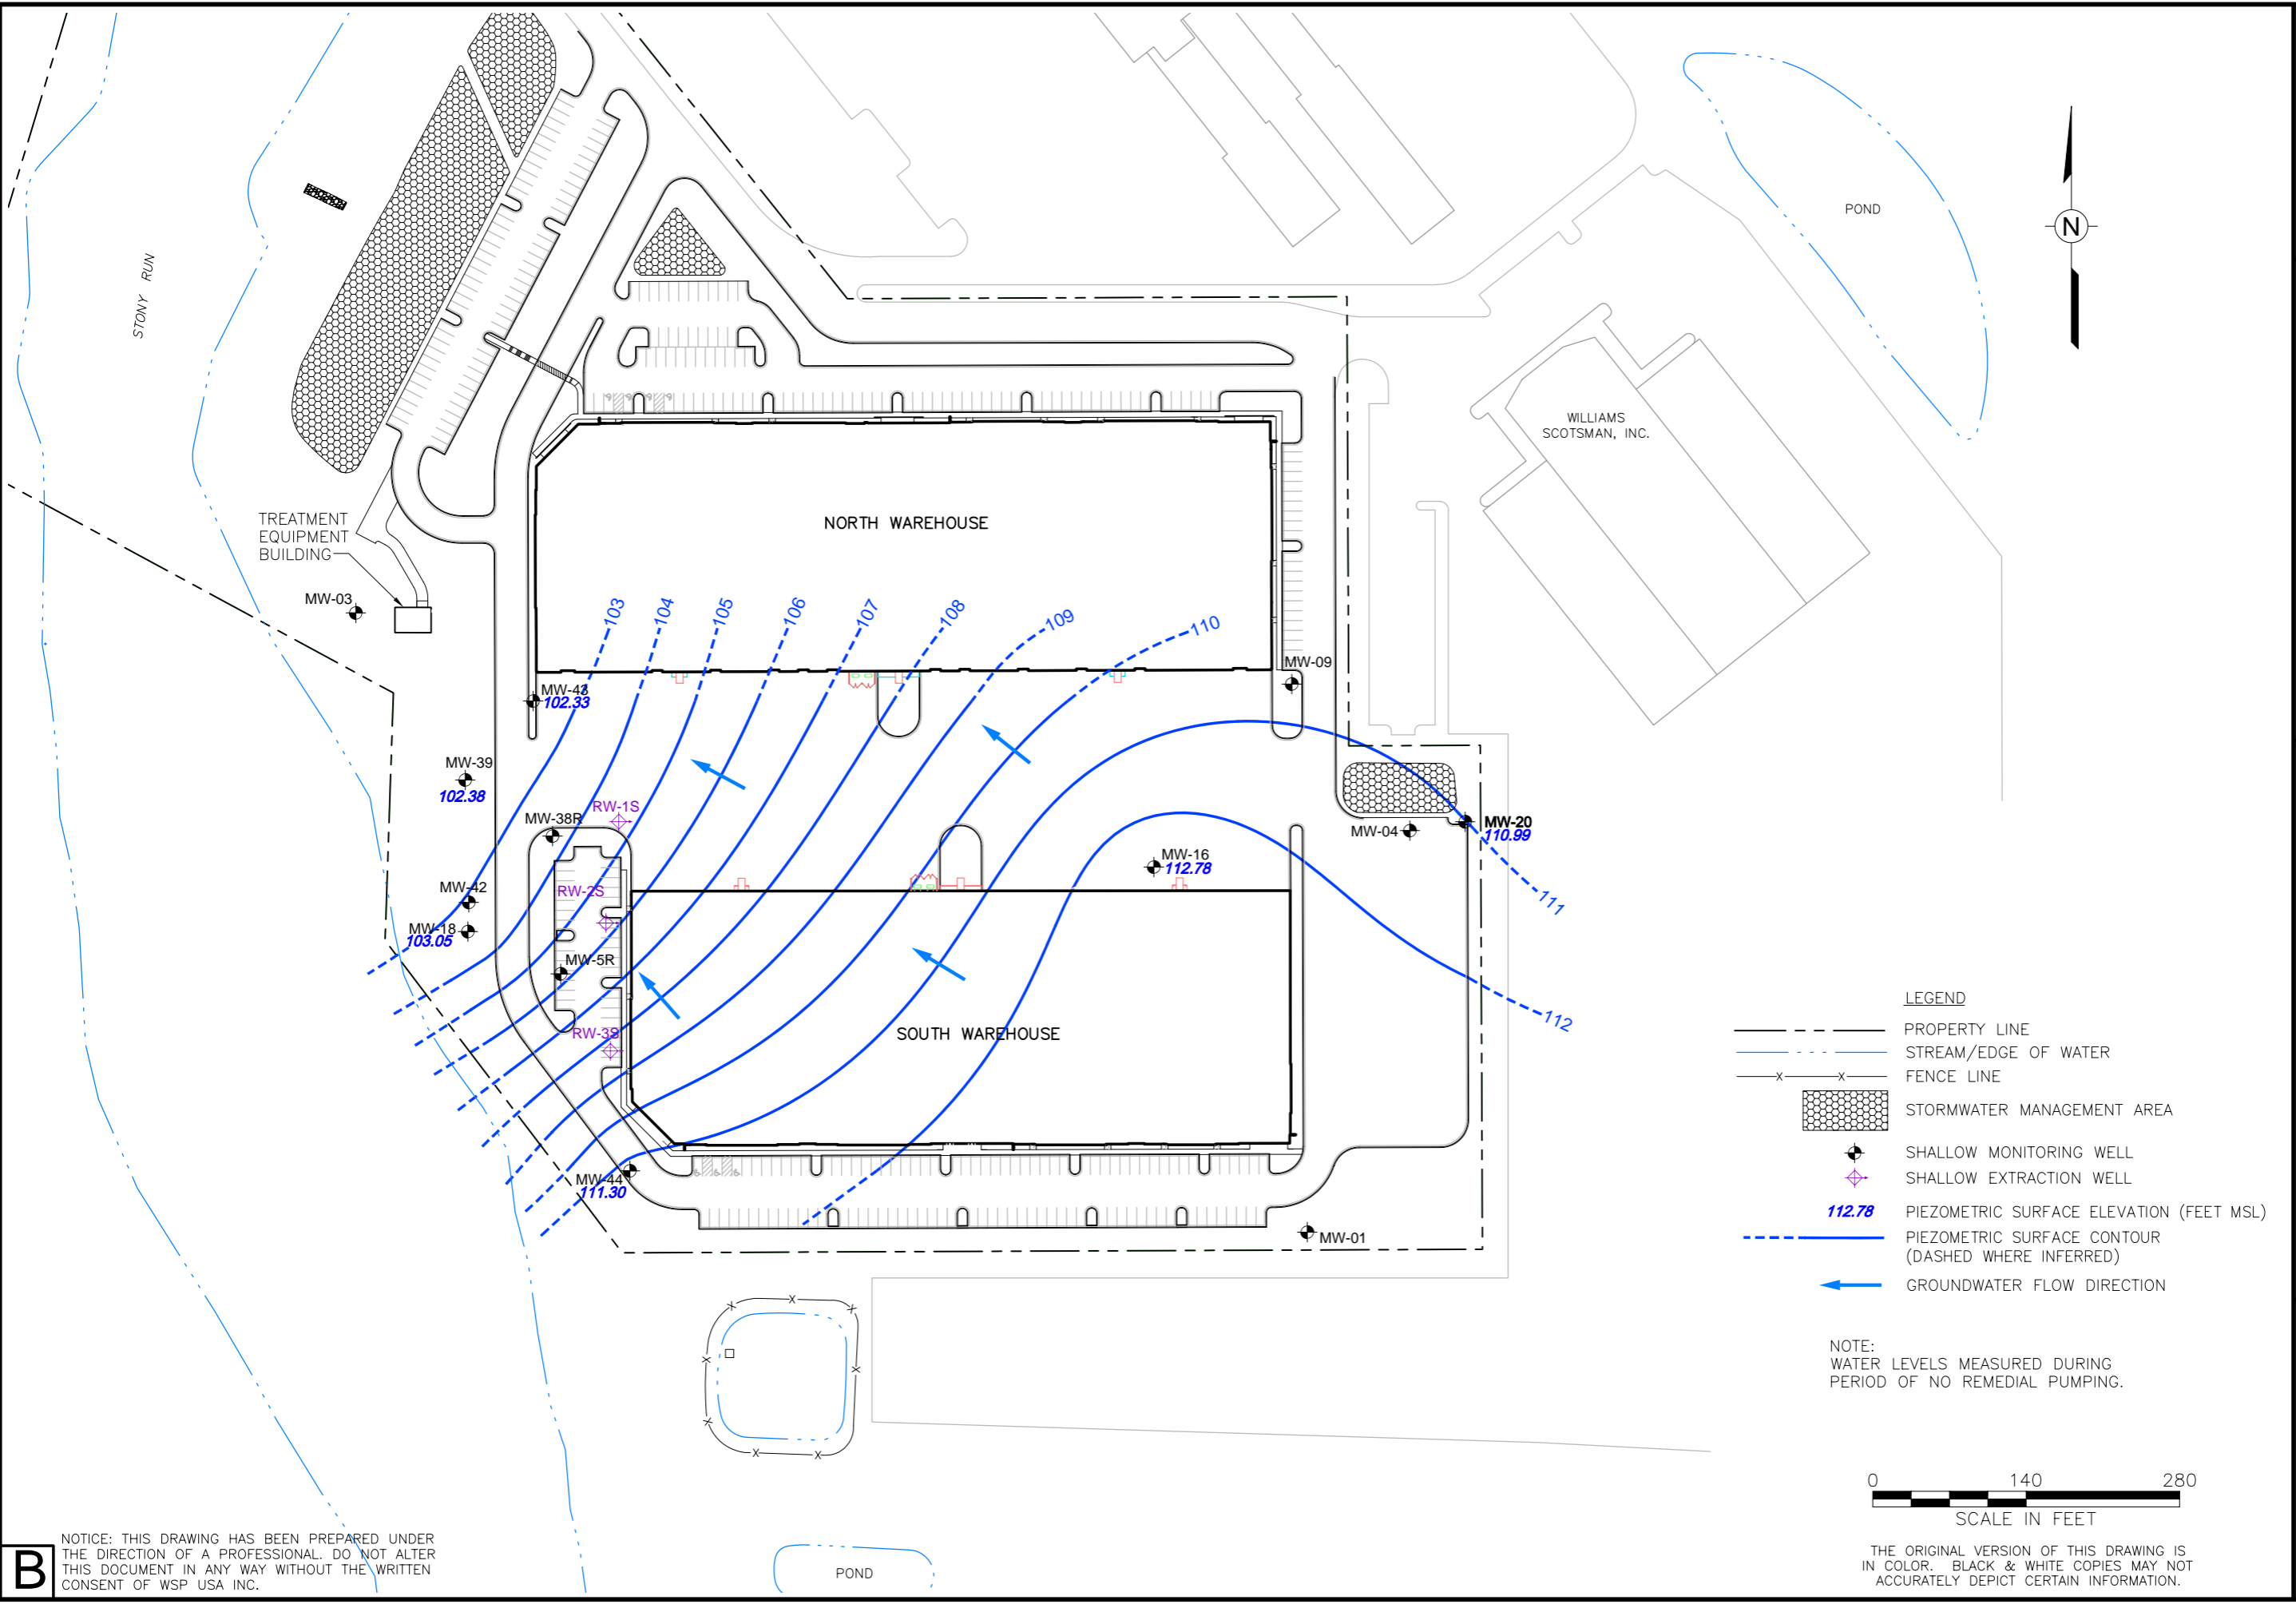 POND
STONY RUN
N
WILLIAMS
SCOTSMAN, INC.
TREATMENT
EQUIPMENT
BUILDING
NORTH WAREHOUSE
MW-03
103
104
105
106
107
108
109
110
MW-09
MW-43
102.33
MW-39
102.38
RW-1S
MW-38R
MW-04
MW-20
110.99
MW-16
112.78
MW-42
RW-2S
111
MW-18
103.05
MW-5R
112
RW-3S
SOUTH WAREHOUSE
MW-44
111.30
MW-01
LEGEND
PROPERTY LINE
STREAM/EDGE OF WATER
X X
FENCE LINE
STORMWATER MANAGEMENT AREA
SHALLOW MONITORING WELL
SHALLOW EXTRACTION WELL
112.78 PIEZOMETRIC SURFACE ELEVATION (FEET MSL)
PIEZOMETRIC SURFACE CONTOUR
(DASHED WHERE INFERRED)
GROUNDWATER FLOW DIRECTION
NOTE:
WATER LEVELS MEASURED DURING
PERIOD OF NO REMEDIAL PUMPING.
0 140 280
SCALE IN FEET
THE ORIGINAL VERSION OF THIS DRAWING IS
IN COLOR. BLACK & WHITE COPIES MAY NOT
ACCURATELY DEPICT CERTAIN INFORMATION.
POND
B
NOTICE: THIS DRAWING HAS BEEN PREPARED UNDER
THE DIRECTION OF A PROFESSIONAL. DO NOT ALTER
THIS DOCUMENT IN ANY WAY WITHOUT THE WRITTEN
CONSENT OF WSP USA INC.